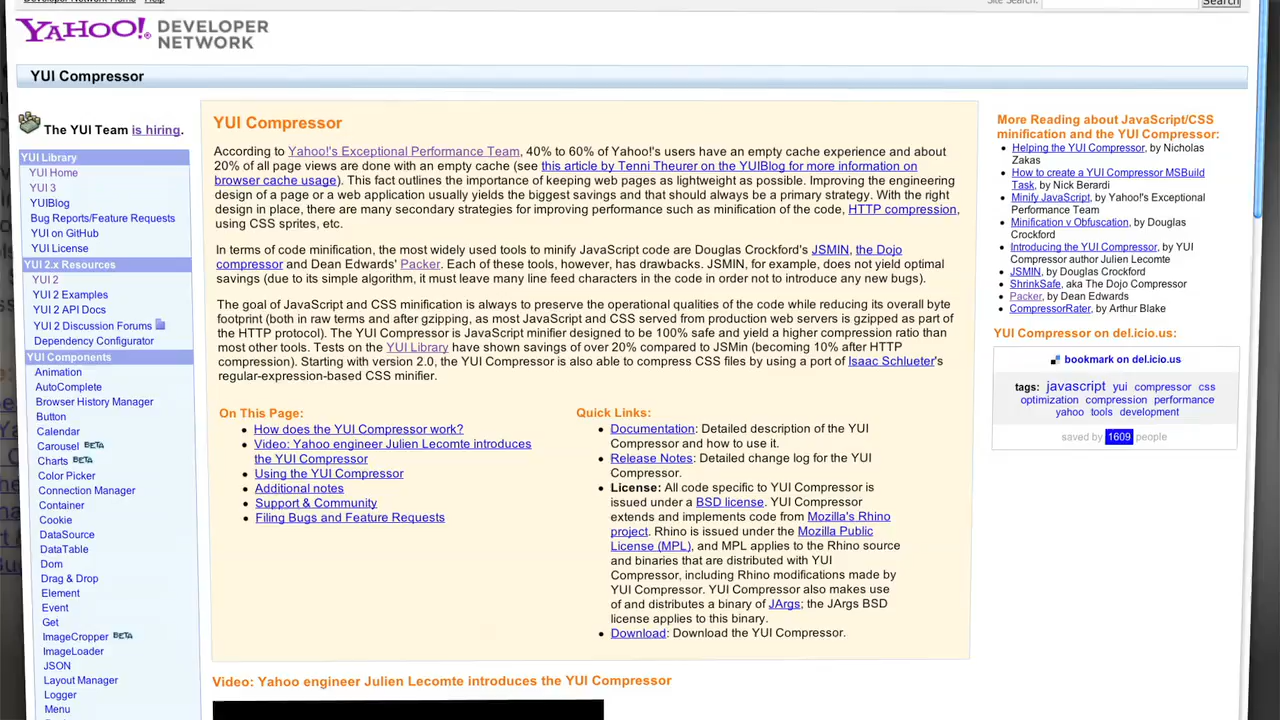 Developer Network Home  Help
Site Search:
Search
YAHOO! DEVELOPER
NETWORK
YUI Compressor
The YUI Team is hiring.
YUI Library
YUI Home
YUI 3
YUIBlog
Bug Reports/Feature Requests
YUI on GitHub
YUI License
YUI 2.x Resources
YUI 2
YUI 2 Examples
YUI 2 API Docs
YUI 2 Discussion Forums
Dependency Configurator
YUI Components
Animation
AutoComplete
Browser History Manager
Button
Calendar
Carousel BETA
Charts BETA
Color Picker
Connection Manager
Container
Cookie
DataSource
DataTable
Dom
Drag & Drop
Element
Event
Get
ImageCropper BETA
ImageLoader
JSON
Layout Manager
Logger
Menu
YUI Compressor
According to Yahoo!'s Exceptional Performance Team, 40% to 60% of Yahoo!'s users have an empty cache experience and about
20% of all page views are done with an empty cache (see this article by Tenni Theurer on the YUIBlog for more information on
browser cache usage). This fact outlines the importance of keeping web pages as lightweight as possible. Improving the engineering
design of a page or a web application usually yields the biggest savings and that should always be a primary strategy. With the right
design in place, there are many secondary strategies for improving performance such as minification of the code, HTTP compression,
using CSS sprites, etc.
In terms of code minification, the most widely used tools to minify JavaScript code are Douglas Crockford's JSMIN, the Dojo
compressor and Dean Edwards' Packer. Each of these tools, however, has drawbacks. JSMIN, for example, does not yield optimal
savings (due to its simple algorithm, it must leave many line feed characters in the code in order not to introduce any new bugs).
The goal of JavaScript and CSS minification is always to preserve the operational qualities of the code while reducing its overall byte
footprint (both in raw terms and after gzipping, as most JavaScript and CSS served from production web servers is gzipped as part of
the HTTP protocol). The YUI Compressor is JavaScript minifier designed to be 100% safe and yield a higher compression ratio than
most other tools. Tests on the YUI Library have shown savings of over 20% compared to JSMin (becoming 10% after HTTP
compression). Starting with version 2.0, the YUI Compressor is also able to compress CSS files by using a port of Isaac Schlueter's
regular-expression-based CSS minifier.
On This Page:
How does the YUI Compressor work?
Video: Yahoo engineer Julien Lecomte introduces
the YUI Compressor
Using the YUI Compressor
Additional notes
Support & Community
Filing Bugs and Feature Requests
Quick Links:
Documentation: Detailed description of the YUI
Compressor and how to use it.
Release Notes: Detailed change log for the YUI
Compressor.
License: All code specific to YUI Compressor is
issued under a BSD license. YUI Compressor
extends and implements code from Mozilla's Rhino
project. Rhino is issued under the Mozilla Public
License (MPL), and MPL applies to the Rhino source
and binaries that are distributed with YUI
Compressor, including Rhino modifications made by
YUI Compressor. YUI Compressor also makes use
of and distributes a binary of JArgs; the JArgs BSD
license applies to this binary.
Download: Download the YUI Compressor.
Video: Yahoo engineer Julien Lecomte introduces the YUI Compressor
More Reading about JavaScript/CSS
minification and the YUI Compressor:
Helping the YUI Compressor, by Nicholas
Zakas
How to create a YUI Compressor MSBuild
Task, by Nick Berardi
Minify JavaScript, by Yahoo!'s Exceptional
Performance Team
Minification v Obfuscation, by Douglas
Crockford
Introducing the YUI Compressor, by YUI
Compressor author Julien Lecomte
JSMIN, by Douglas Crockford
ShrinkSafe, aka The Dojo Compressor
Packer, by Dean Edwards
CompressorRater, by Arthur Blake
YUI Compressor on del.icio.us:
bookmark on del.icio.us
tags: javascript yui compressor css
optimization compression performance
yahoo tools development
saved by 1609 people